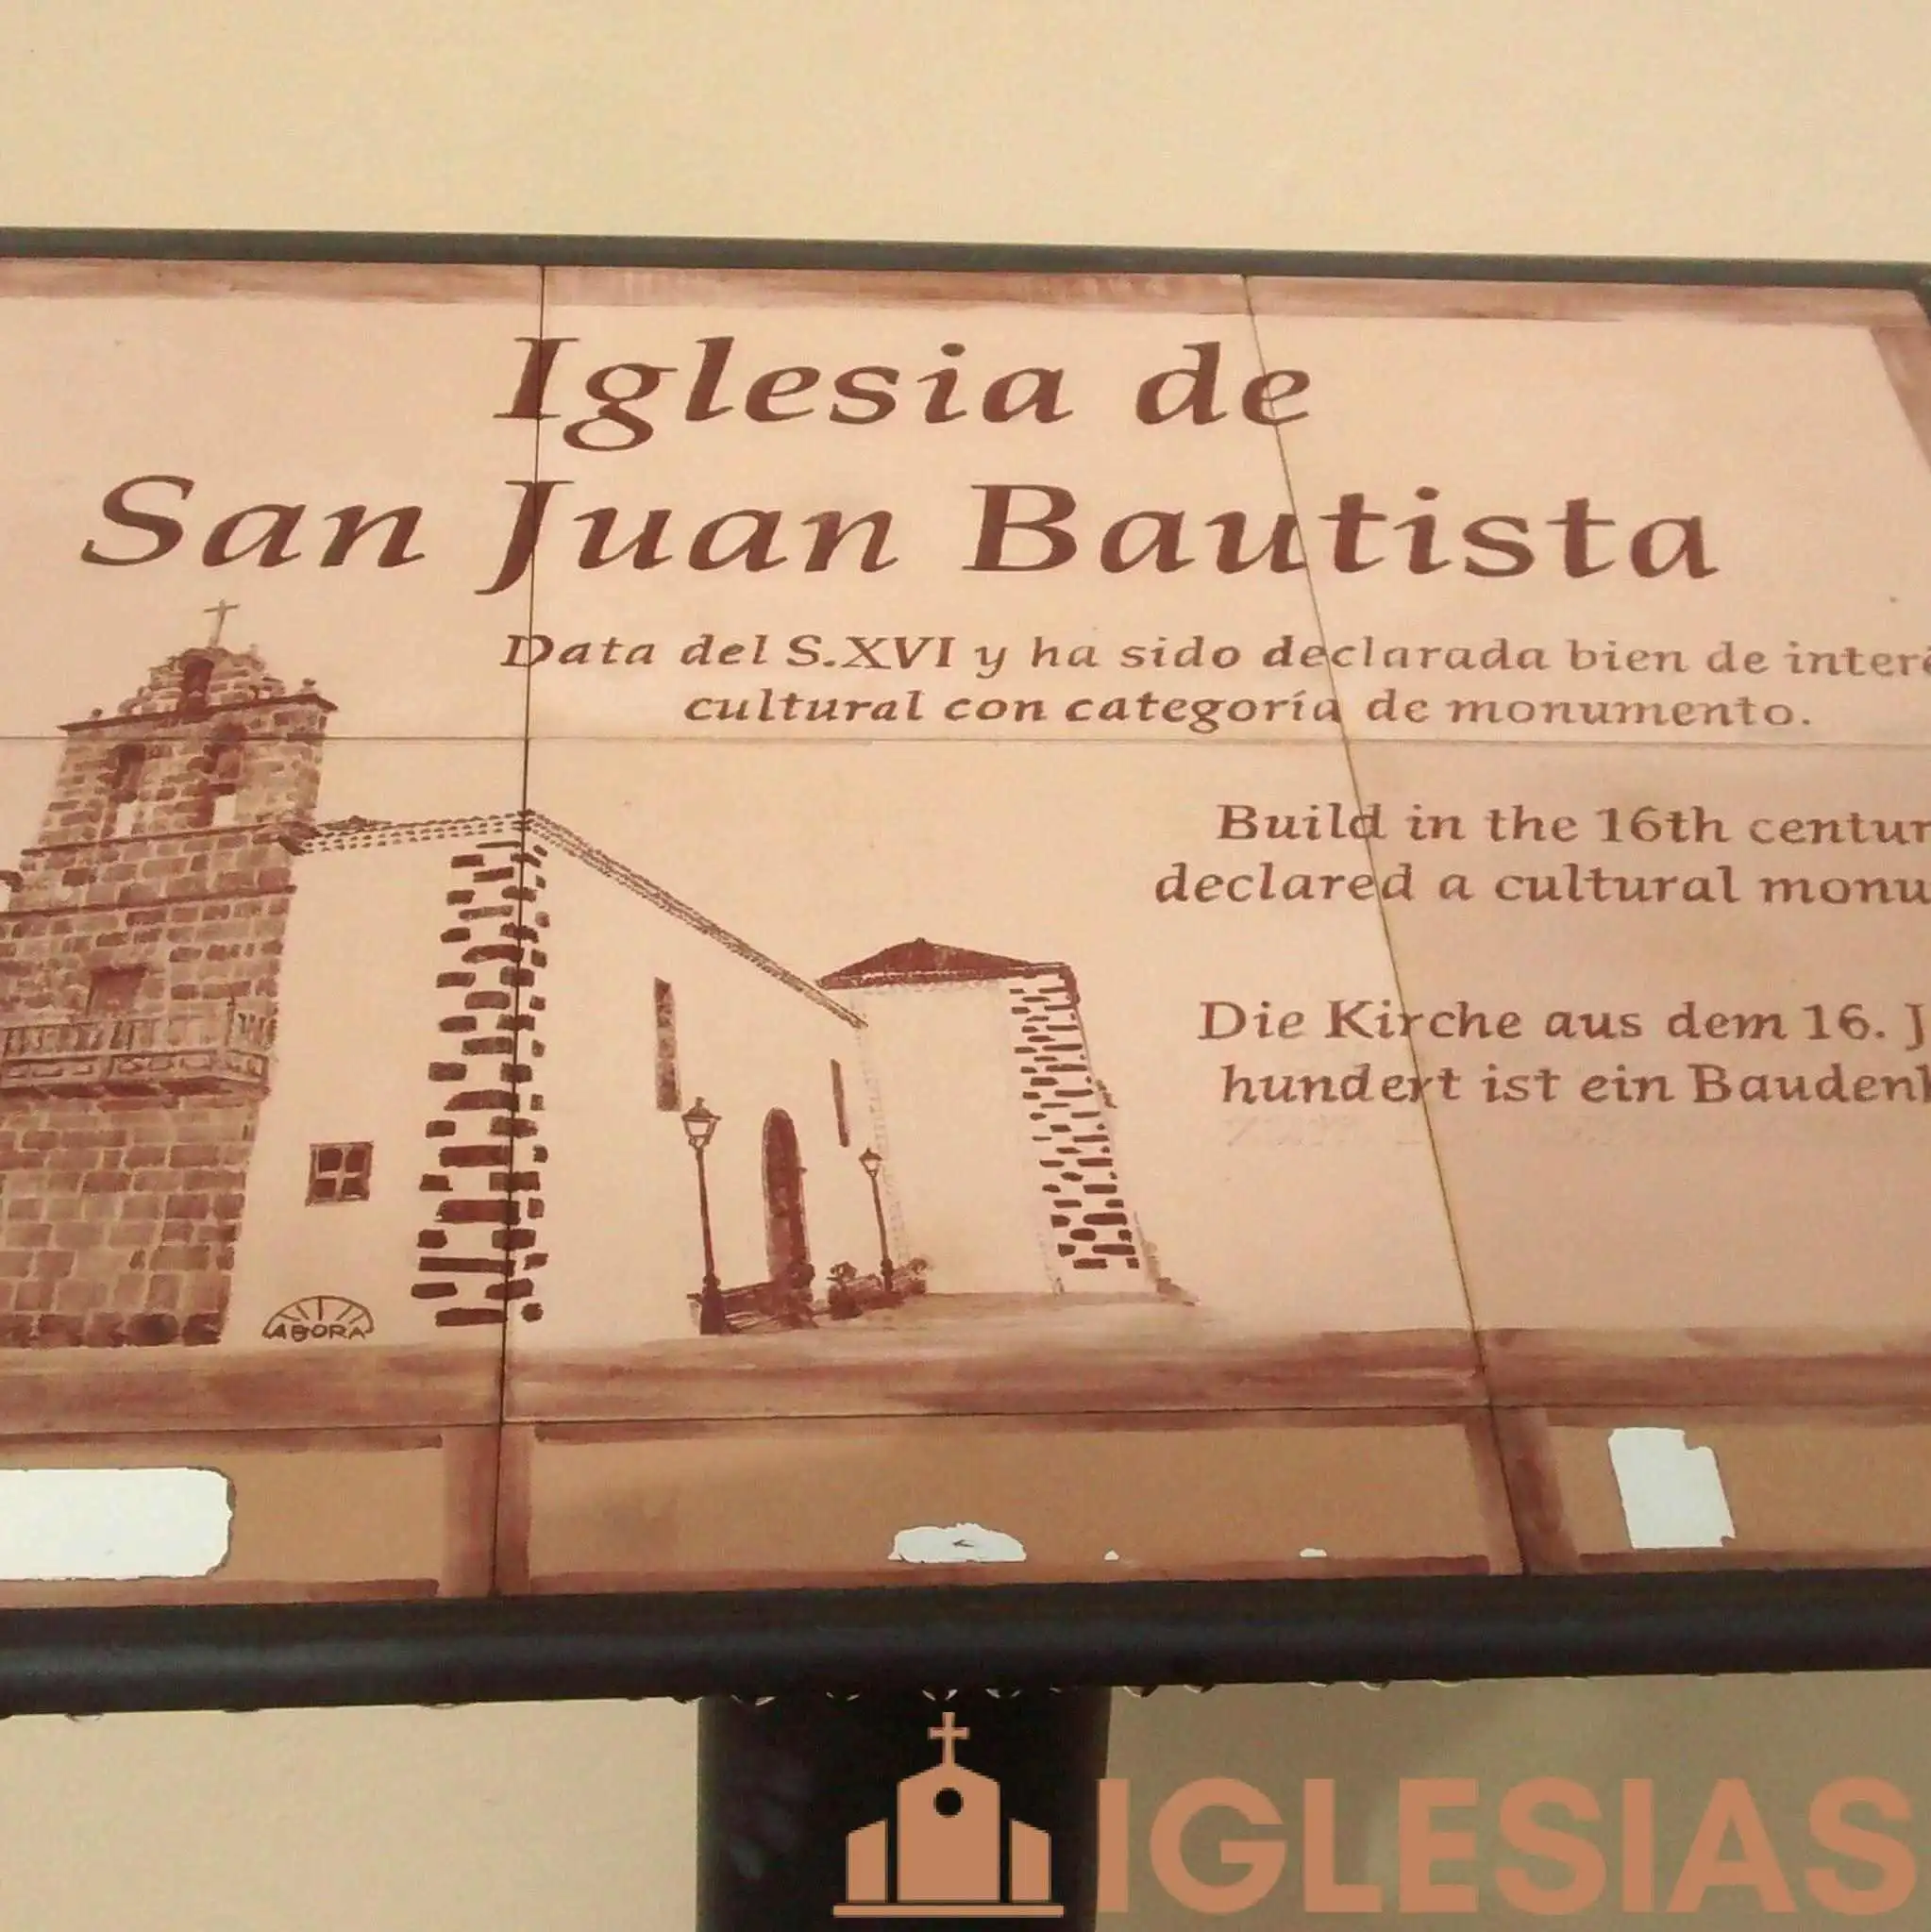 Iglesia de
San Juan Bautista
Data del S.XVI y ha sido declarada bien de interé
cultural con categoría de monumento.
Build in the 16th centur
declared a cultural monu
Die Kirche aus dem 16. J
hundert ist ein Baudenk
ABORA
IGLESIAS